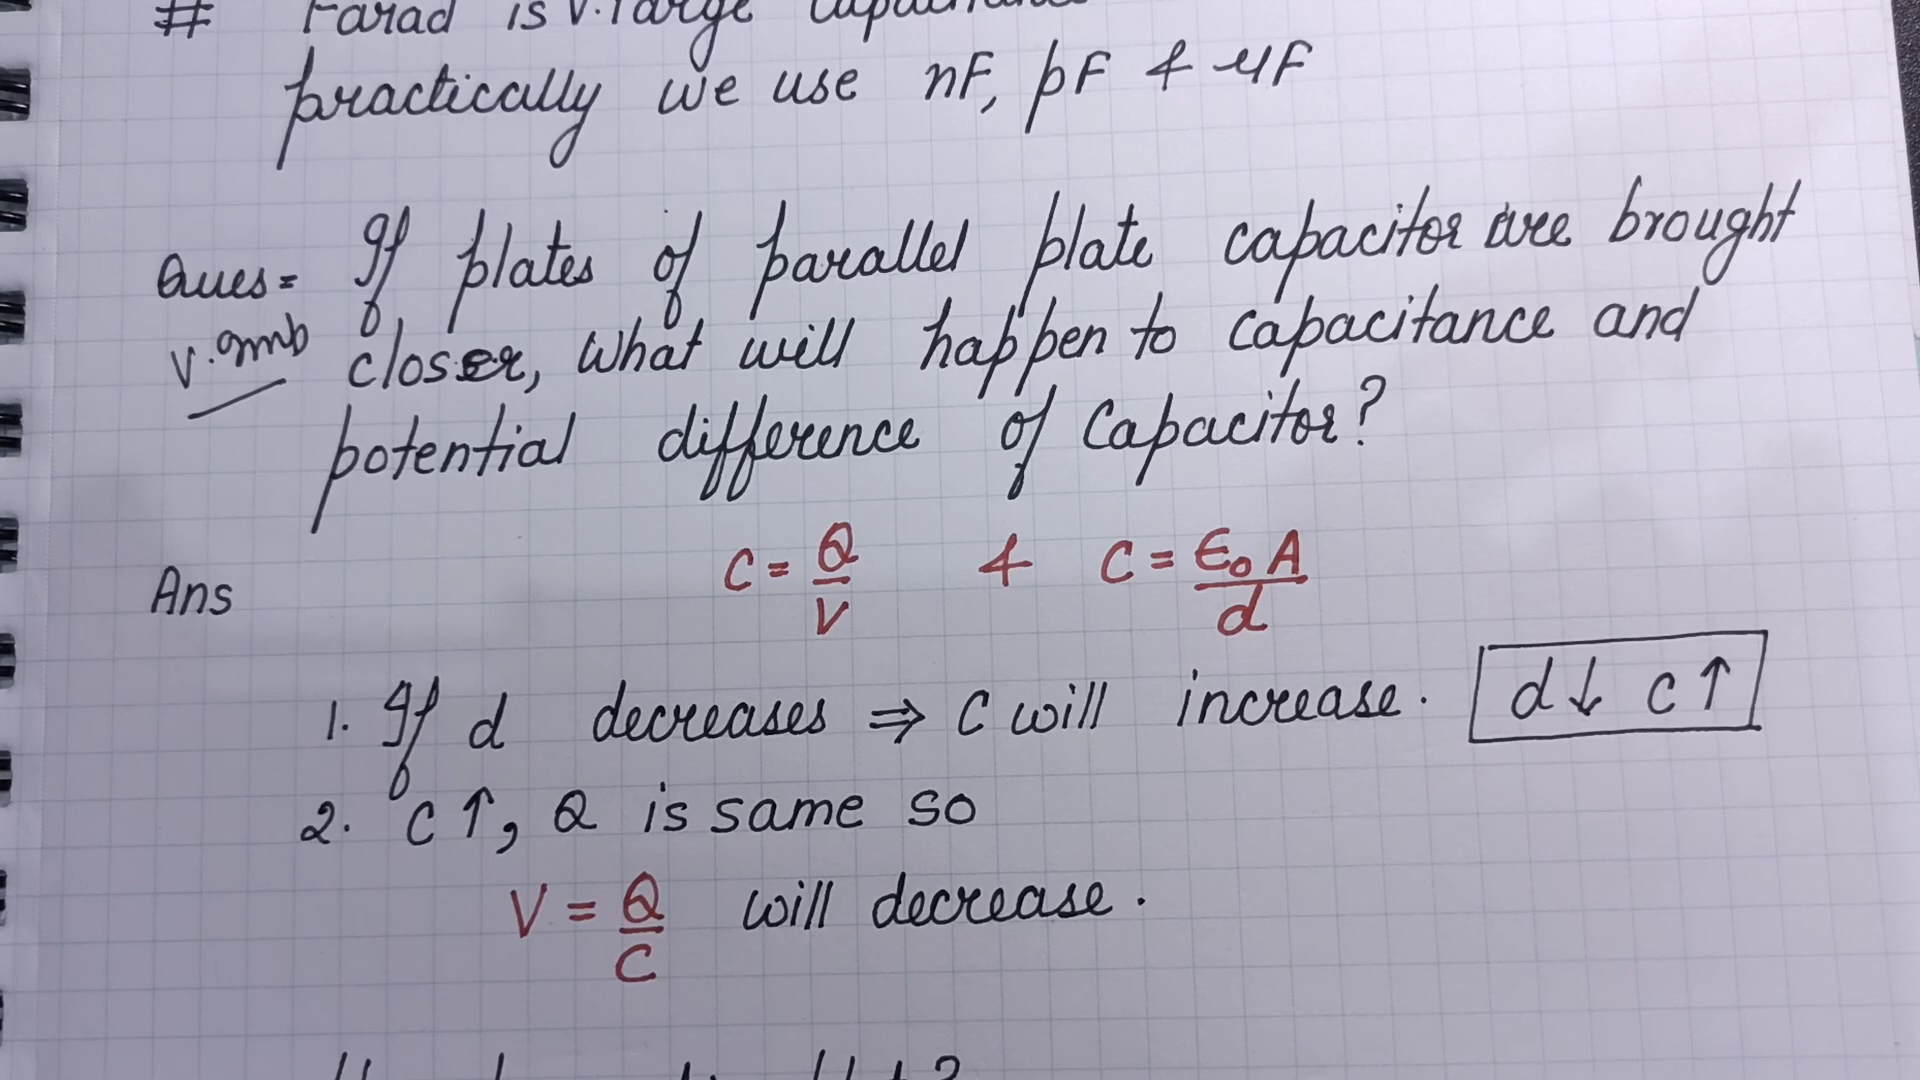 # Farad is v. large
practically we use nF, pF & μF
Ques = If plates of parallel plate capacitor are brought
v. Imb closer, what will happen to capacitance and
potential difference of Capacitor?
Ans C = Q/V & C = ε₀A/d
1. If d decreases ⇒ C will increase. d↓ C↑
2. C↑, Q is same so
V = Q/C will decrease.